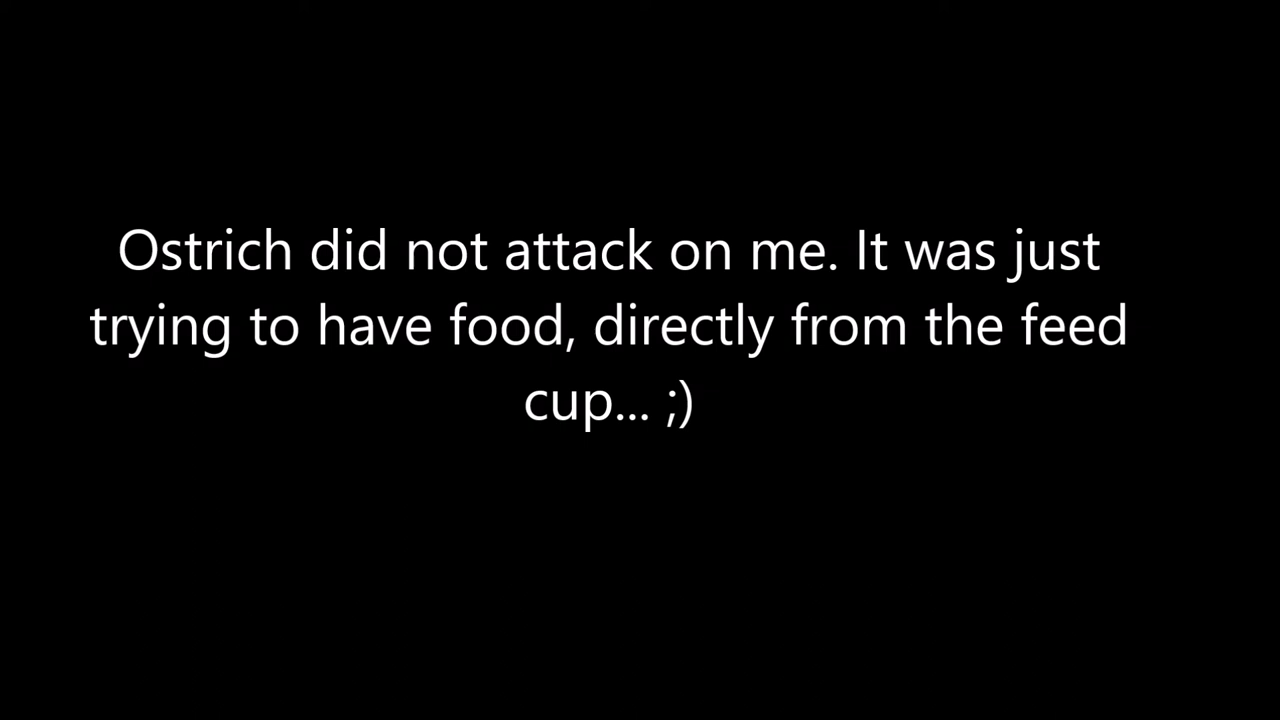 Ostrich did not attack on me. It was just
trying to have food, directly from the feed
cup... ;)